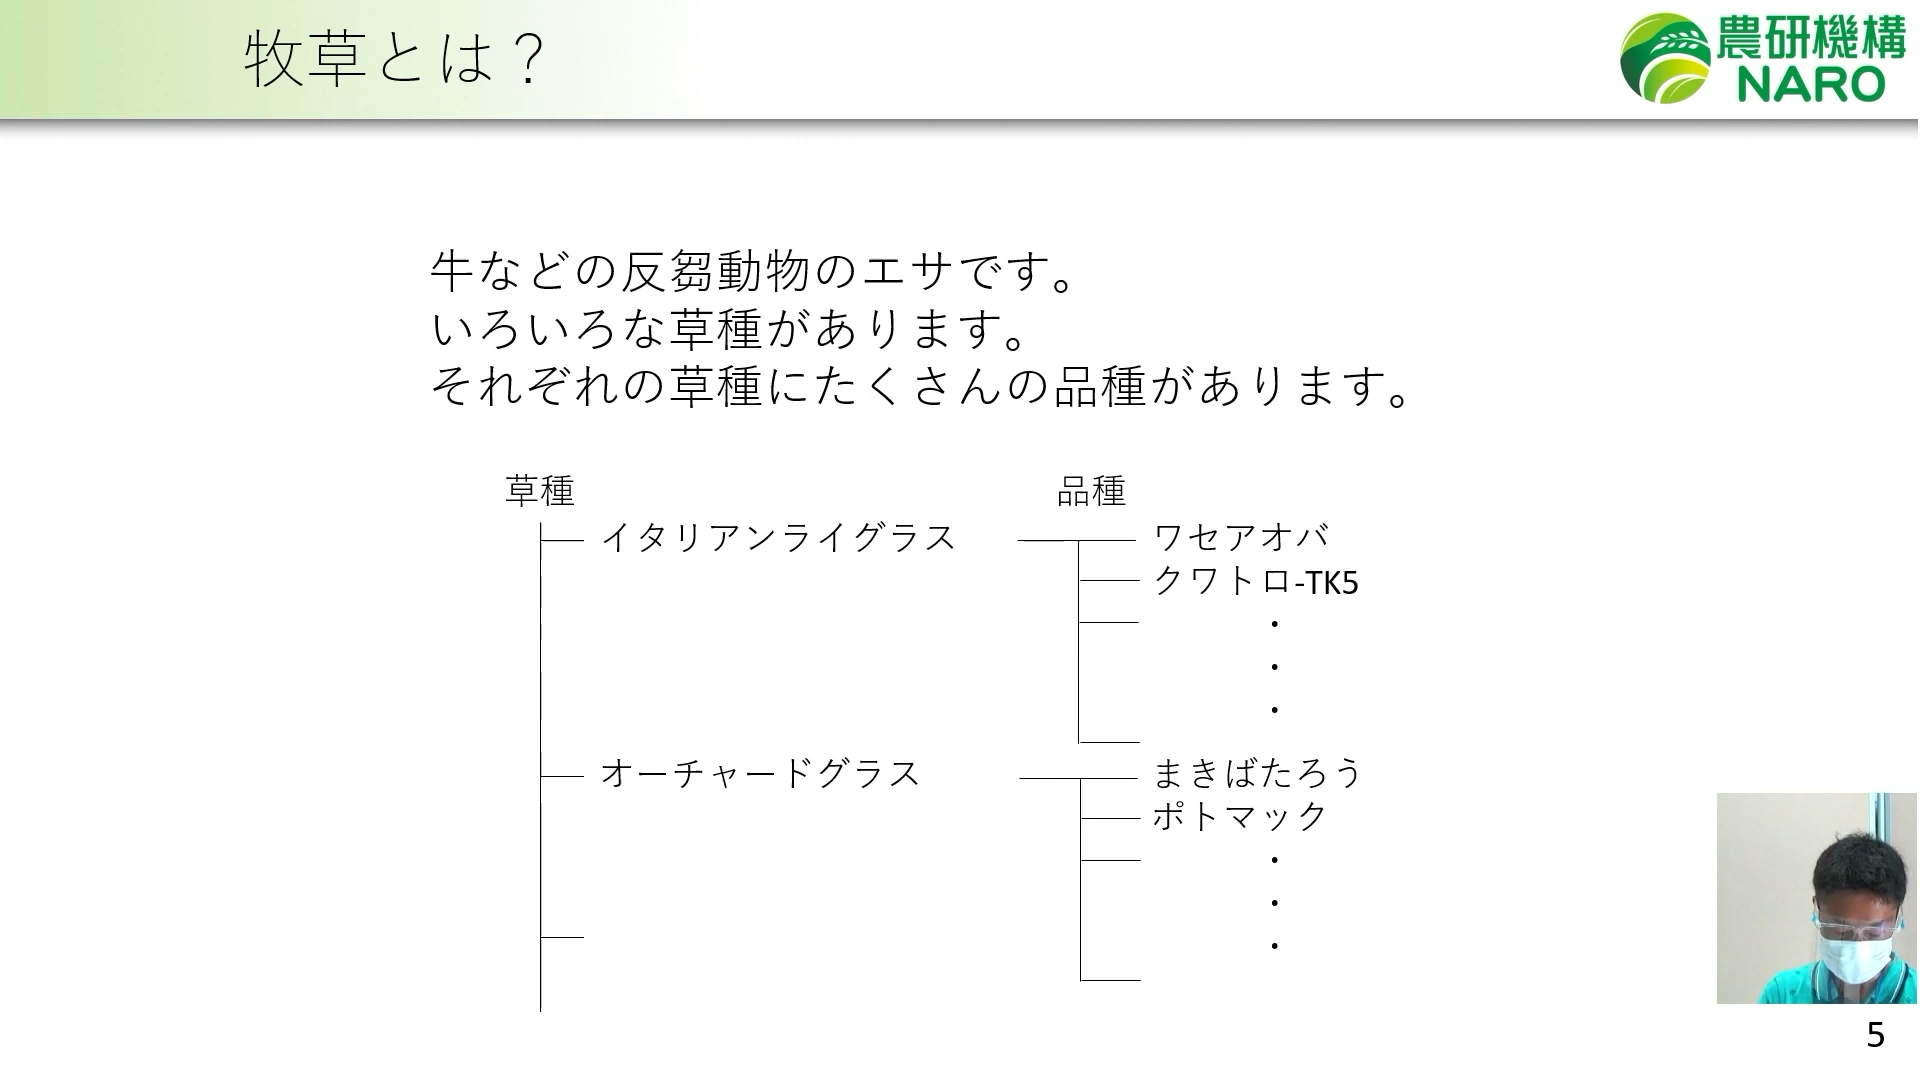 牧草とは？
農研機構
NARO
牛などの反芻動物のエサです。
いろいろな草種があります。
それぞれの草種にたくさんの品種があります。
草種
品種
イタリアンライグラス
ワセアオバ
クワトロ-TK5
・
・
・
オーチャードグラス
まきばたろう
ポトマック
・
・
・
5